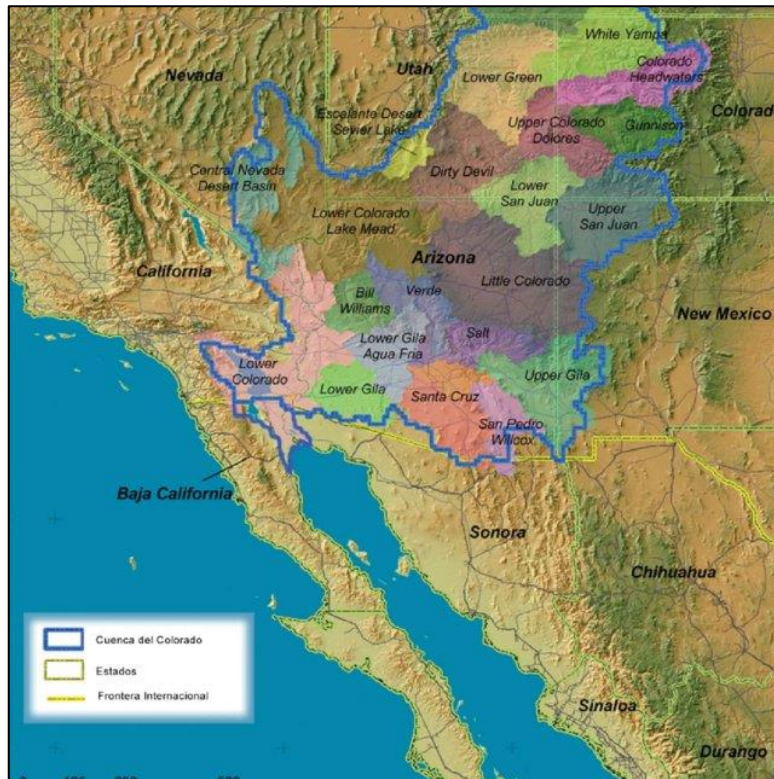 White Yampa
Nevada
Utah
Lower Green
Colorado
Headwaters
Colorad
Escalante Desert
Sevier Lake
Upper Colorado
Dolores
Gunnison
Central Nevada
Desert Basin
Dirty Devil
Lower
San Juan
Lower Colorado
Lake Mead
Upper
San Juan
Arizona
California
Little Colorado
Bill
Williams
Verde
New Mexico
Lower Gila
Agua Fria
Salt
Lower
Colorado
Lower Gila
Santa Cruz
Upper Gila
San Pedro
Willcox
Baja California
Sonora
Chihuahua
Cuenca del Colorado
Estados
Frontera Internacional
Sinaloa
Durango